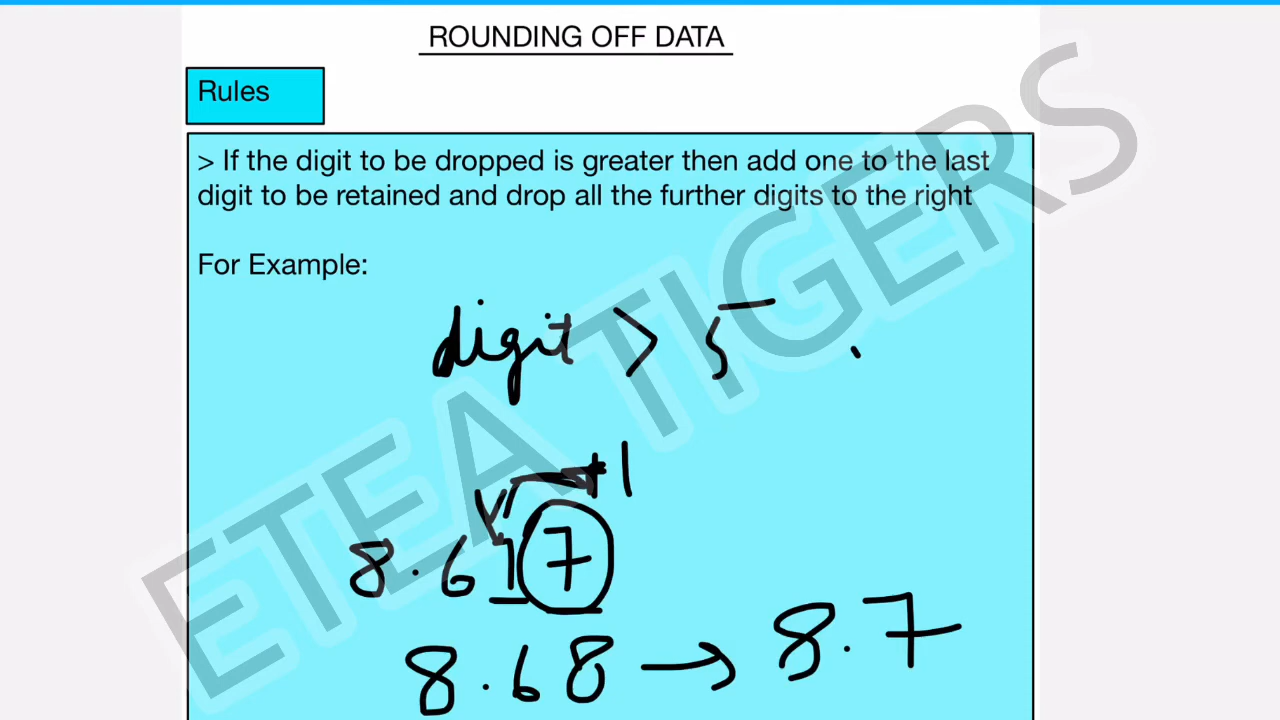 ROUNDING OFF DATA
Rules
> If the digit to be dropped is greater then add one to the last
digit to be retained and drop all the further digits to the right
For Example:
digit > 5
+1
8.617
8.68 → 8.7
ETEA TIGERS